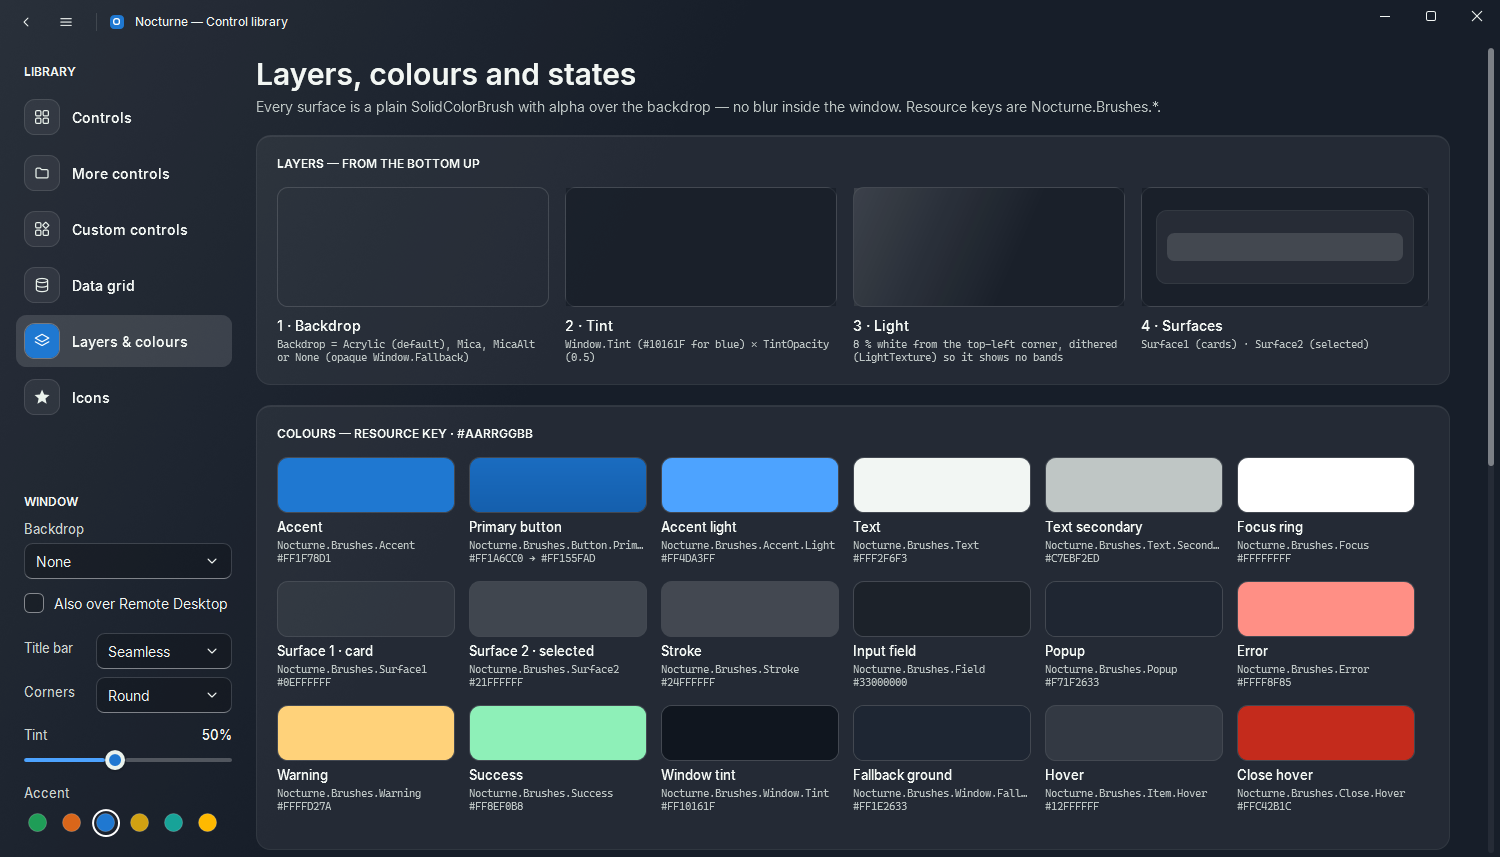 Nocturne — Control library
LIBRARY
Controls
More controls
Custom controls
Data grid
Layers & colours
Icons
WINDOW
Backdrop
None
Also over Remote Desktop
Title bar
Seamless
Corners
Round
Tint
50%
Accent
Layers, colours and states
Every surface is a plain SolidColorBrush with alpha over the backdrop — no blur inside the window. Resource keys are Nocturne.Brushes.*.
LAYERS — FROM THE BOTTOM UP
1 · Backdrop
Backdrop = Acrylic (default), Mica, MicaAlt
or None (opaque Window.Fallback)
2 · Tint
Window.Tint (#10161F for blue) × TintOpacity
(0.5)
3 · Light
8 % white from the top-left corner, dithered
(LightTexture) so it shows no bands
4 · Surfaces
Surface1 (cards) · Surface2 (selected)
COLOURS — RESOURCE KEY · #AARRGGBB
Accent
Nocturne.Brushes.Accent
#FF1F78D1
Primary button
Nocturne.Brushes.Button.Prim…
#FF1A6CC0 → #FF155FAD
Accent light
Nocturne.Brushes.Accent.Light
#FF4DA3FF
Text
Nocturne.Brushes.Text
#FFF2F6F3
Text secondary
Nocturne.Brushes.Text.Second…
#C7EBF2ED
Focus ring
Nocturne.Brushes.Focus
#FFFFFFFF
Surface 1 · card
Nocturne.Brushes.Surface1
#0EFFFFFF
Surface 2 · selected
Nocturne.Brushes.Surface2
#21FFFFFF
Stroke
Nocturne.Brushes.Stroke
#24FFFFFF
Input field
Nocturne.Brushes.Field
#33000000
Popup
Nocturne.Brushes.Popup
#F71F2633
Error
Nocturne.Brushes.Error
#FFFF8F85
Warning
Nocturne.Brushes.Warning
#FFFFD27A
Success
Nocturne.Brushes.Success
#FF8EF0B8
Window tint
Nocturne.Brushes.Window.Tint
#FF10161F
Fallback ground
Nocturne.Brushes.Window.Fall…
#FF1E2633
Hover
Nocturne.Brushes.Item.Hover
#12FFFFFF
Close hover
Nocturne.Brushes.Close.Hover
#FFC42B1C